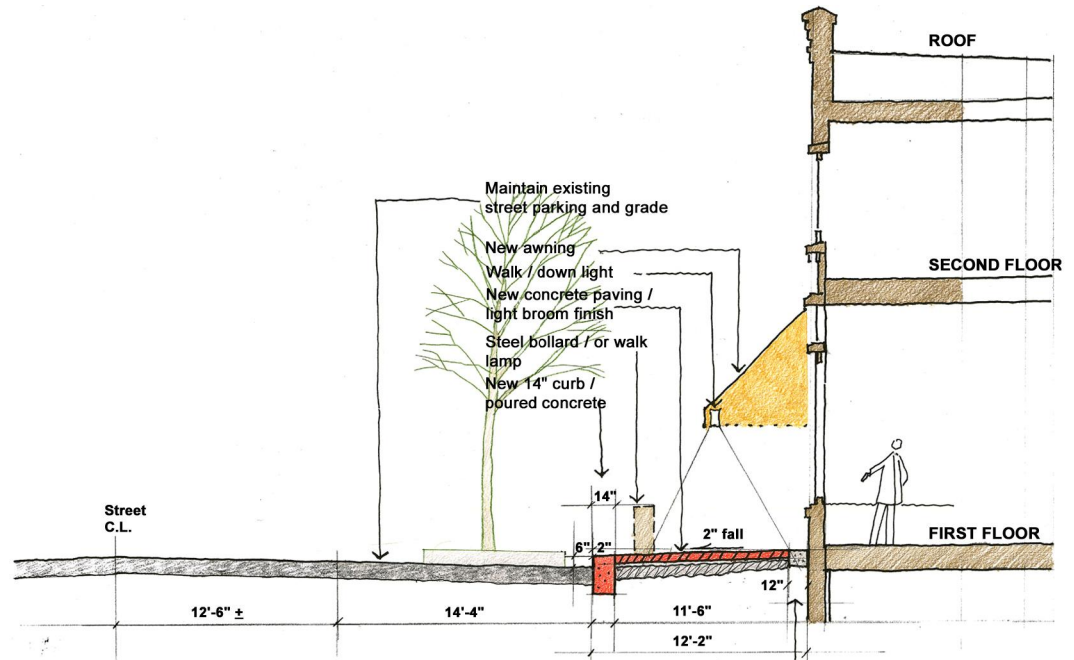 ROOF
Maintain existing
street parking and grade
New awning
Walk / down light
SECOND FLOOR
New concrete paving /
light broom finish
Steel bollard / or walk
lamp
New 14" curb /
poured concrete
14"
Street
C.L.
6"
2"
2" fall
FIRST FLOOR
12"
12'-6" ±
14'-4"
11'-6"
12'-2"